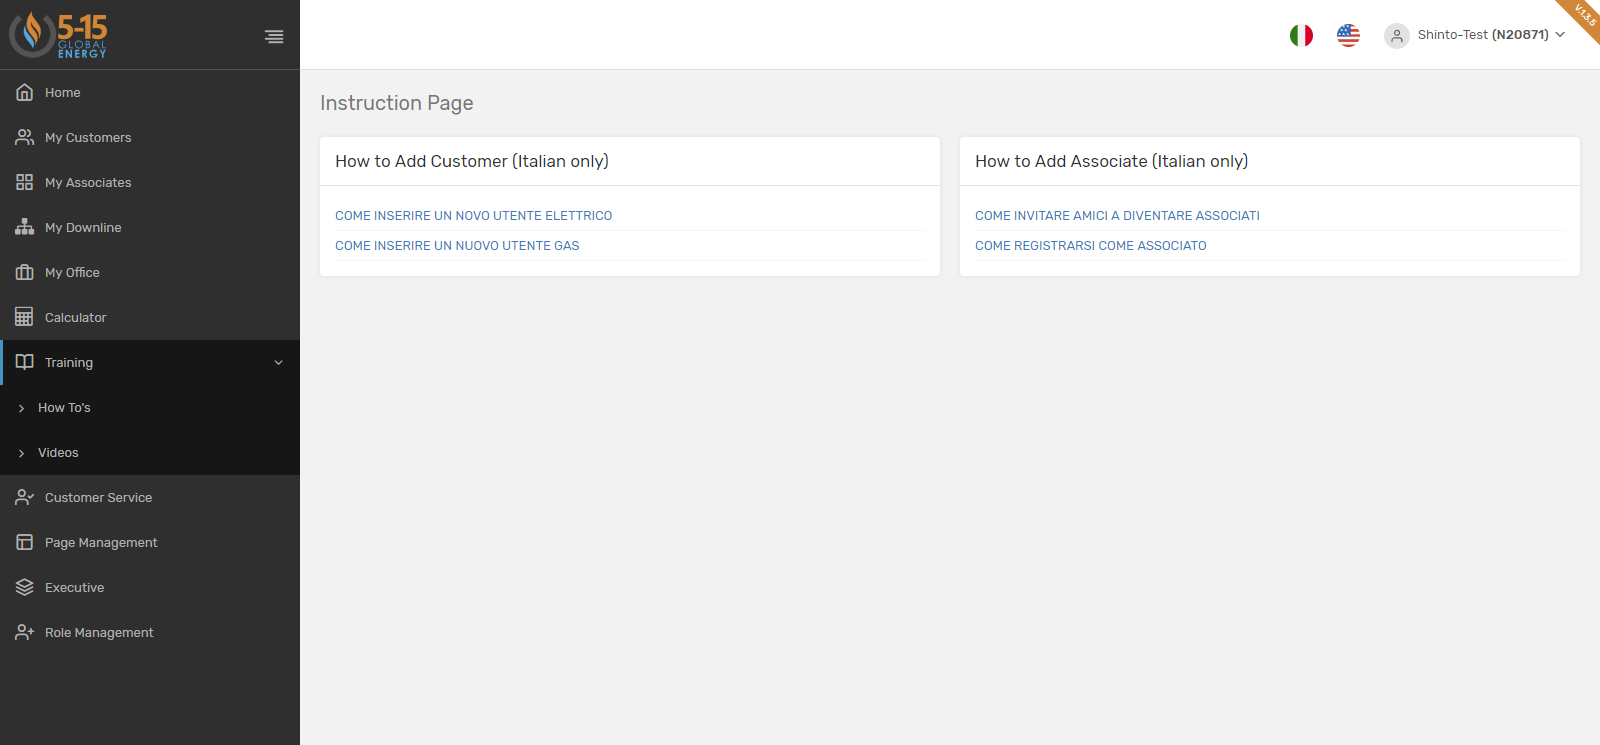 5-15
GLOBAL
ENERGY
Shinto-Test (N20871)
V.1.3.5
Home
My Customers
My Associates
My Downline
My Office
Calculator
Training
How To's
Videos
Customer Service
Page Management
Executive
Role Management
Instruction Page
How to Add Customer (Italian only)
COME INSERIRE UN NOVO UTENTE ELETTRICO
COME INSERIRE UN NUOVO UTENTE GAS
How to Add Associate (Italian only)
COME INVITARE AMICI A DIVENTARE ASSOCIATI
COME REGISTRARSI COME ASSOCIATO